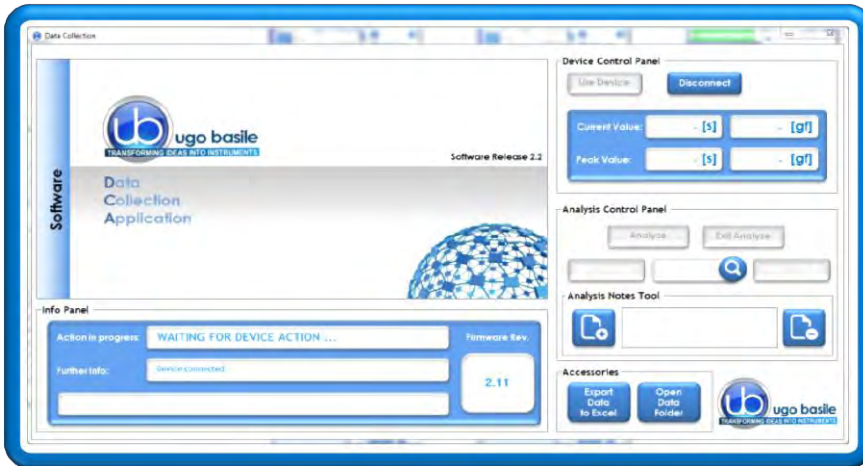 Data Collection
Software
ub
ugo basile
TRANSFORMING IDEAS INTO INSTRUMENTS
Software Release 2.2
Data
Collection
Application
Info Panel
Action in progress: WAITING FOR DEVICE ACTION ...
Further Info: Device connected
Firmware Rev.
2.11
Device Control Panel
Use Device Disconnect
Current Value: - [s] - [gf]
Peak Value: - [s] - [gf]
Analysis Control Panel
Analyse Exit Analyse
Analysis Notes Tool
Accessories
Export
Data
to Excel
Open
Data
Folder
ub
ugo basile
TRANSFORMING IDEAS INTO INSTRUMENTS